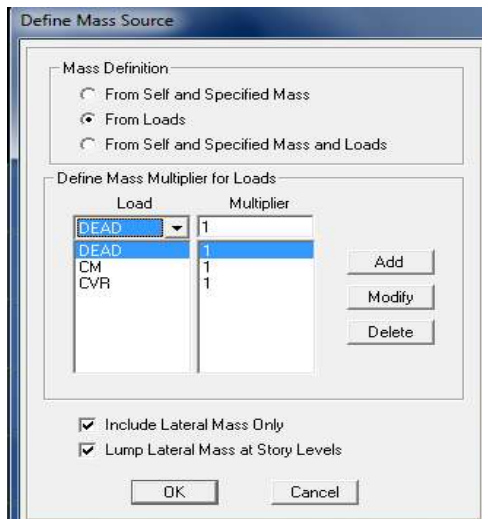 Define Mass Source
Mass Definition
From Self and Specified Mass
From Loads
From Self and Specified Mass and Loads
Define Mass Multiplier for Loads
Load Multiplier
DEAD 1
DEAD 1
CM 1
CVR 1
Add
Modify
Delete
Include Lateral Mass Only
Lump Lateral Mass at Story Levels
OK Cancel